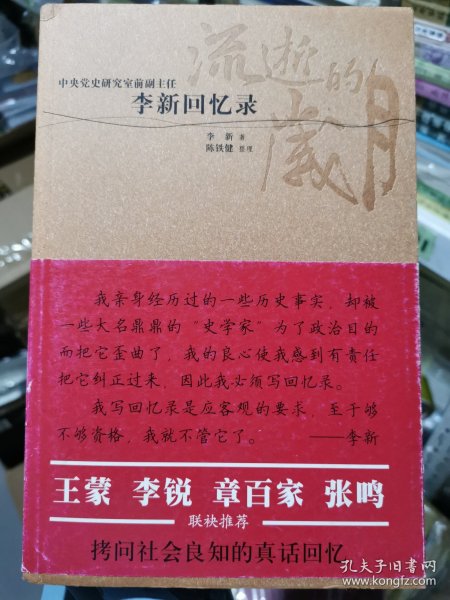 流逝的
歲月
中央党史研究室前副主任
李新回忆录
李 新 著
陈铁健 整理
我亲身经历过的一些历史事实，却被
一些大名鼎鼎的“史学家”为了政治目的
而把它歪曲了，我的良心使我感到有责任
把它纠正过来，因此我必须写回忆录。
我写回忆录是应客观的要求，至于够
不够资格，我就不管它了。 ——李新
王蒙 李锐 章百家 张鸣
联袂推荐
拷问社会良知的真话回忆
孔夫子旧书网
www.kongfz.com